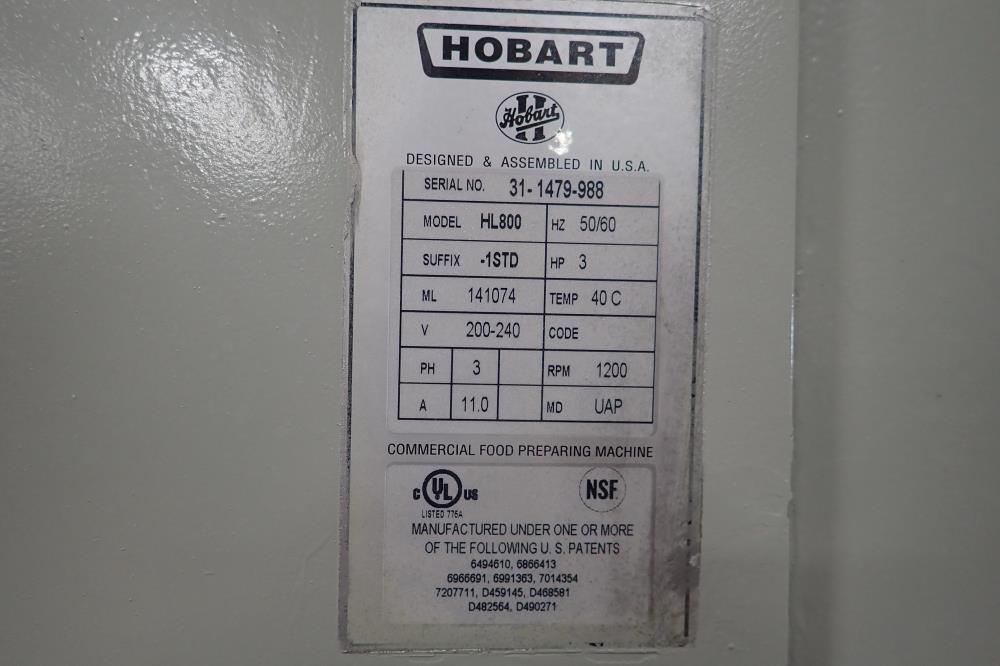 HOBART
Hobart H
DESIGNED & ASSEMBLED IN U.S.A.
SERIAL NO. 31-1479-988
MODEL HL800 HZ 50/60
SUFFIX -1STD HP 3
ML 141074 TEMP 40 C
V 200-240 CODE
PH 3 RPM 1200
A 11.0 MD UAP
COMMERCIAL FOOD PREPARING MACHINE
C UL US NSF
LISTED 776A
MANUFACTURED UNDER ONE OR MORE
OF THE FOLLOWING U. S. PATENTS
6494610, 6866413
6966691, 6991363, 7014354
7207711, D459145, D468581
D482564, D490271